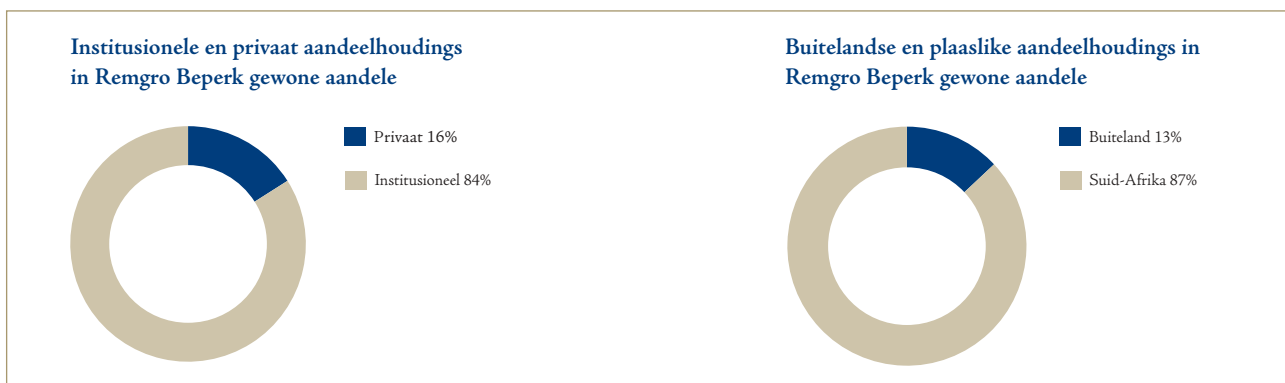 Institusionele en privaat aandeelhoudings
in Remgro Beperk gewone aandele
Privaat 16%
Institusioneel 84%
Buitelandse en plaaslike aandeelhoudings in
Remgro Beperk gewone aandele
Buiteland 13%
Suid-Afrika 87%